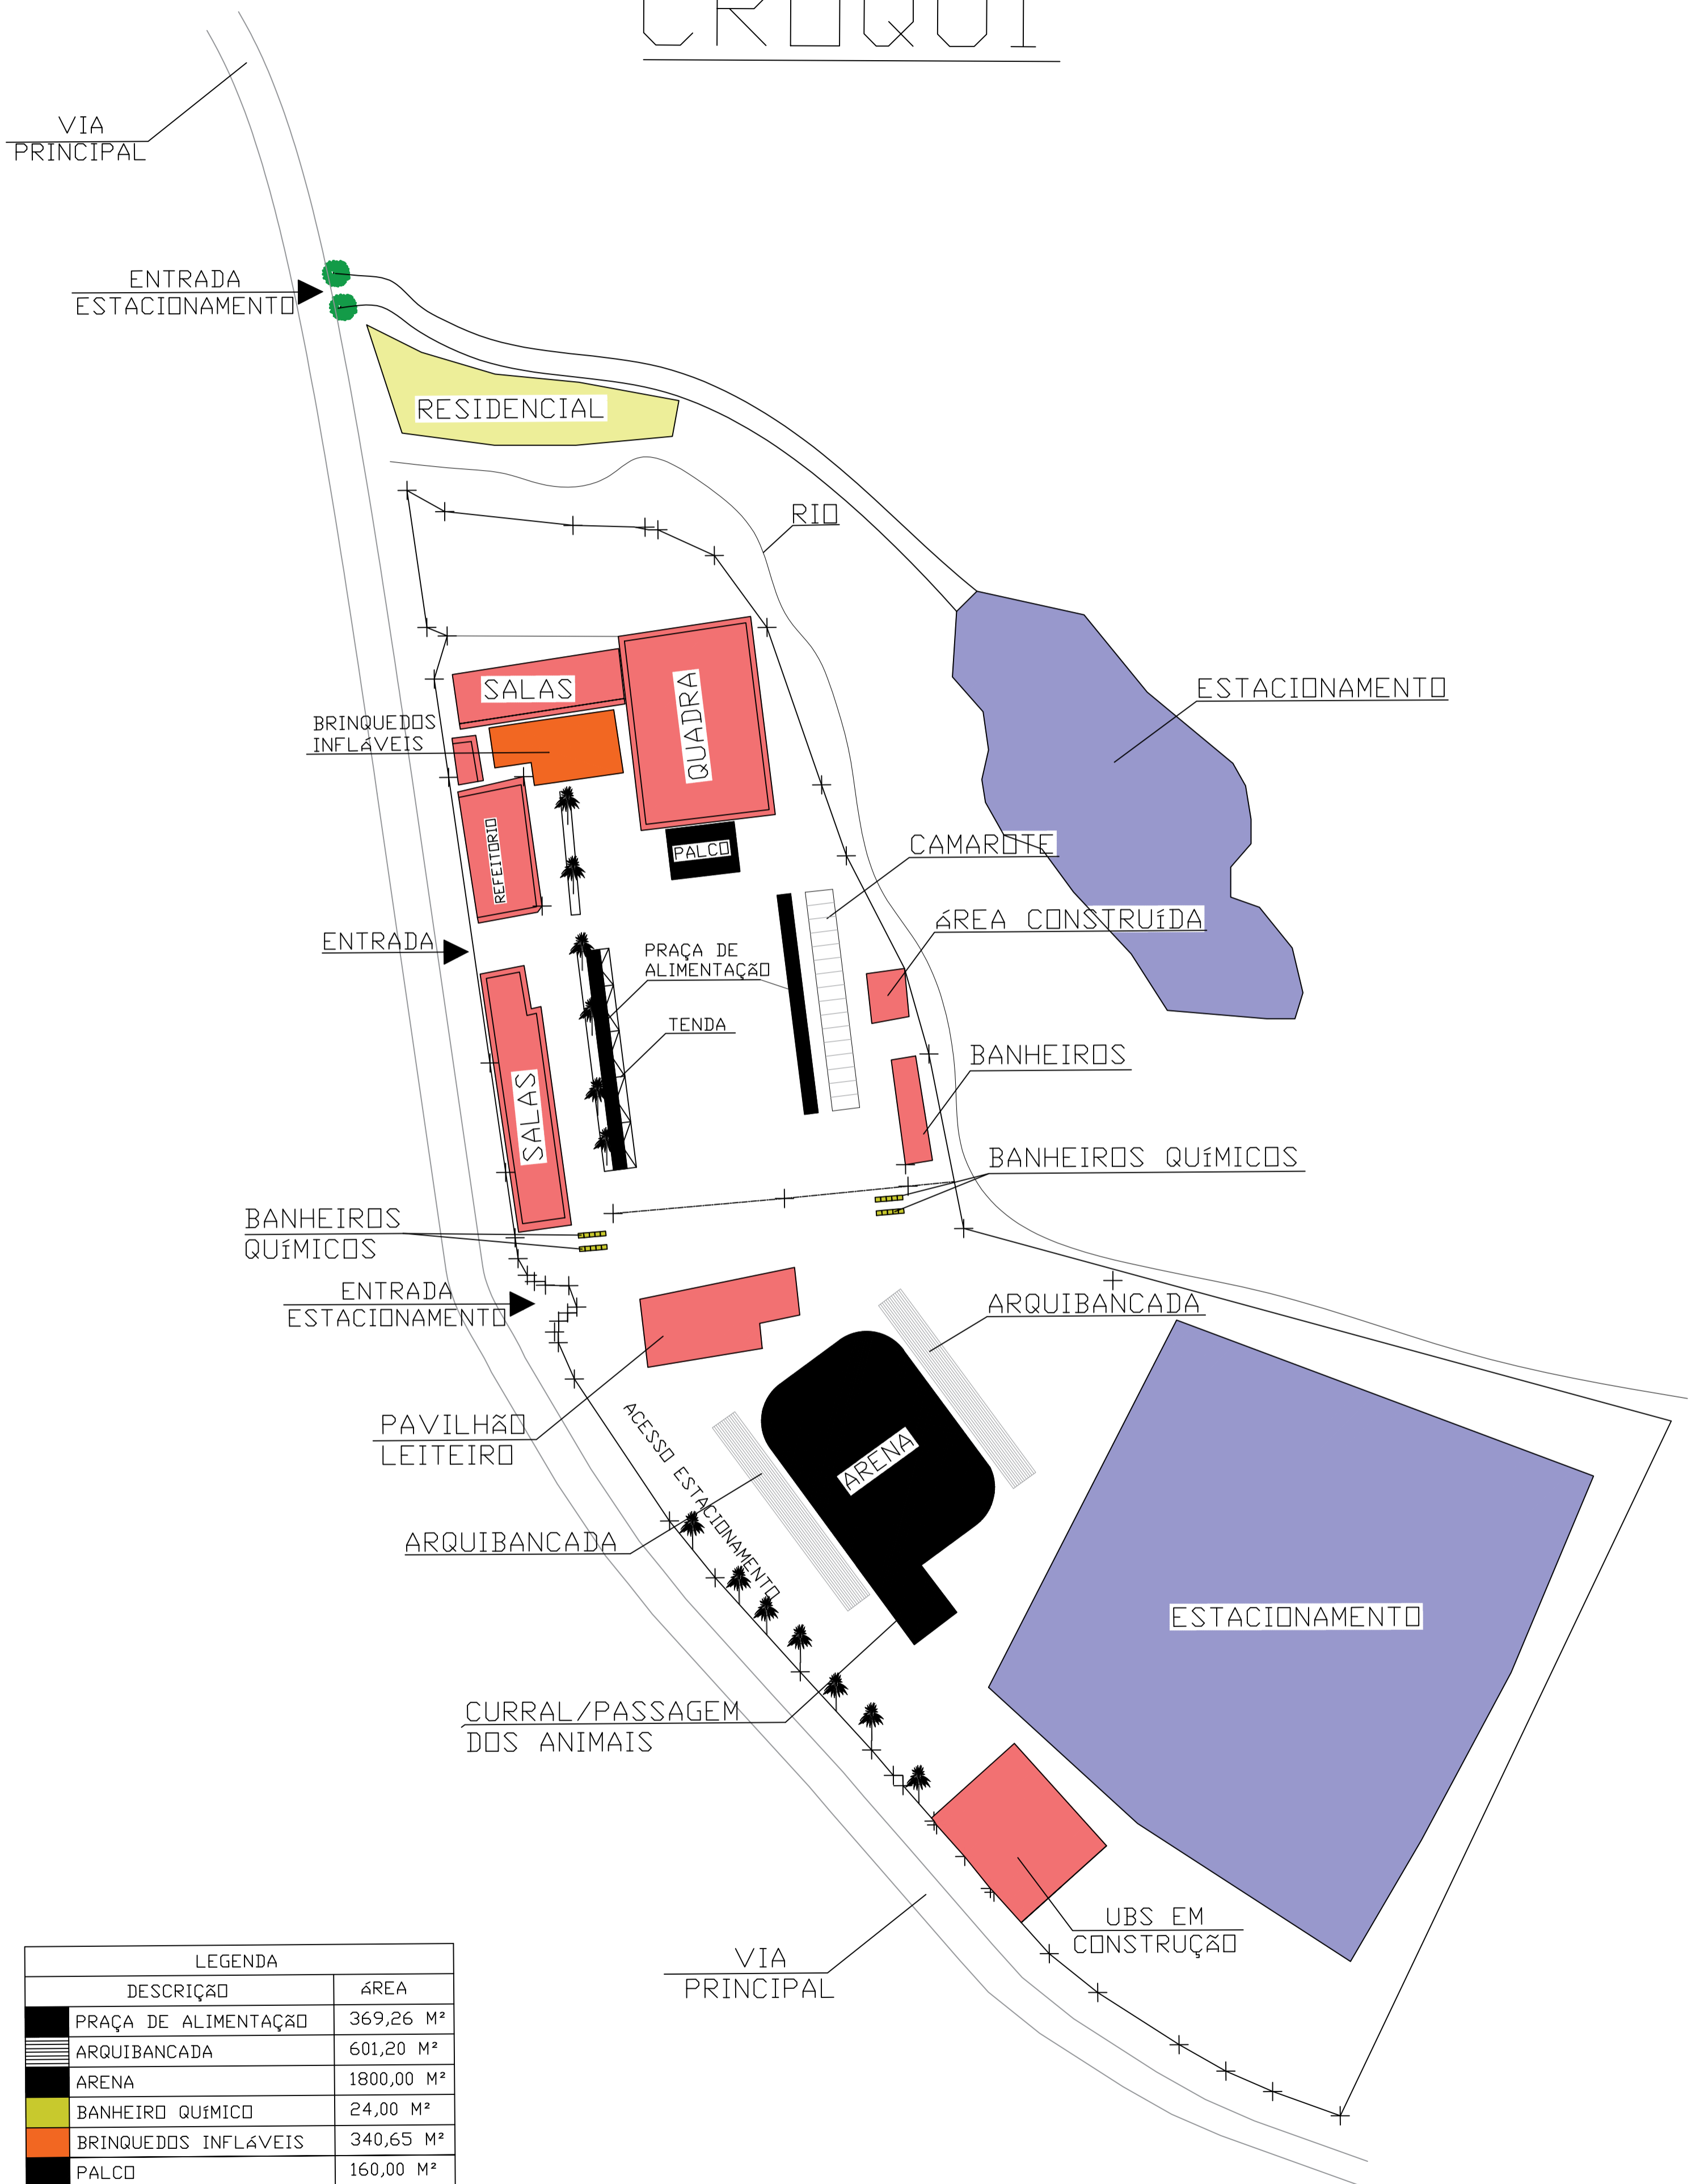 CROQUI
VIA
PRINCIPAL
ENTRADA
ESTACIONAMENTO
RESIDENCIAL
RIO
SALAS
QUADRA
ESTACIONAMENTO
BRINQUEDOS
INFLÁVEIS
REFEITORIO
PALCO
CAMAROTE
ÁREA CONSTRUÍDA
ENTRADA
PRAÇA DE
ALIMENTAÇÃO
TENDA
BANHEIROS
SALAS
BANHEIROS QUÍMICOS
BANHEIROS
QUÍMICOS
ENTRADA
ESTACIONAMENTO
ARQUIBANCADA
PAVILHÃO
LEITEIRO
ACESSO ESTACIONAMENTO
ARENA
ARQUIBANCADA
ESTACIONAMENTO
CURRAL/PASSAGEM
DOS ANIMAIS
UBS EM
CONSTRUÇÃO
VIA
PRINCIPAL
LEGENDA
DESCRIÇÃO ÁREA
PRAÇA DE ALIMENTAÇÃO 369,26 M²
ARQUIBANCADA 601,20 M²
ARENA 1800,00 M²
BANHEIRO QUÍMICO 24,00 M²
BRINQUEDOS INFLÁVEIS 340,65 M²
PALCO 160,00 M²